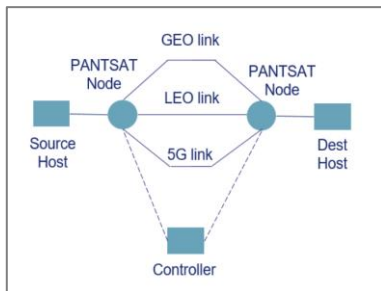 GEO link
PANTSAT
Node
PANTSAT
Node
LEO link
Source
Host
5G link
Dest
Host
Controller